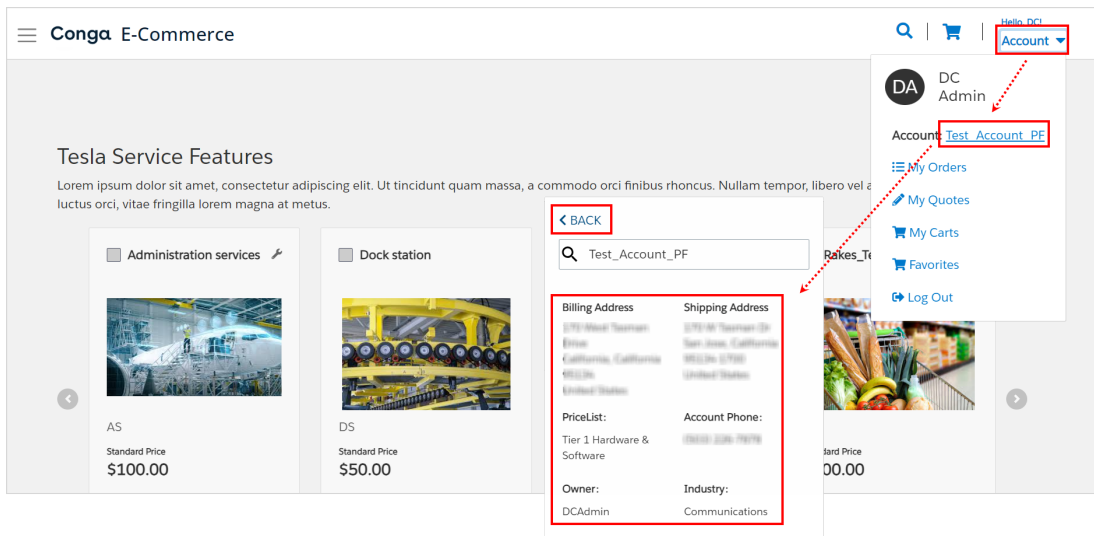 Conga E-Commerce
Hello, DC!
Account
DA
DC
Admin
Account: Test_Account_PF
My Orders
My Quotes
My Carts
Favorites
Log Out
Tesla Service Features
Lorem ipsum dolor sit amet, consectetur adipiscing elit. Ut tincidunt quam massa, a commodo orci finibus rhoncus. Nullam tempor, libero vel
luctus orci, vitae fringilla lorem magna at metus.
Administration services
AS
Standard Price
$100.00
Dock station
DS
Standard Price
$50.00
BACK
Test_Account_PF
Billing Address
Shipping Address
PriceList:
Account Phone:
Tier 1 Hardware &
Software
Owner:
Industry:
DCAdmin
Communications